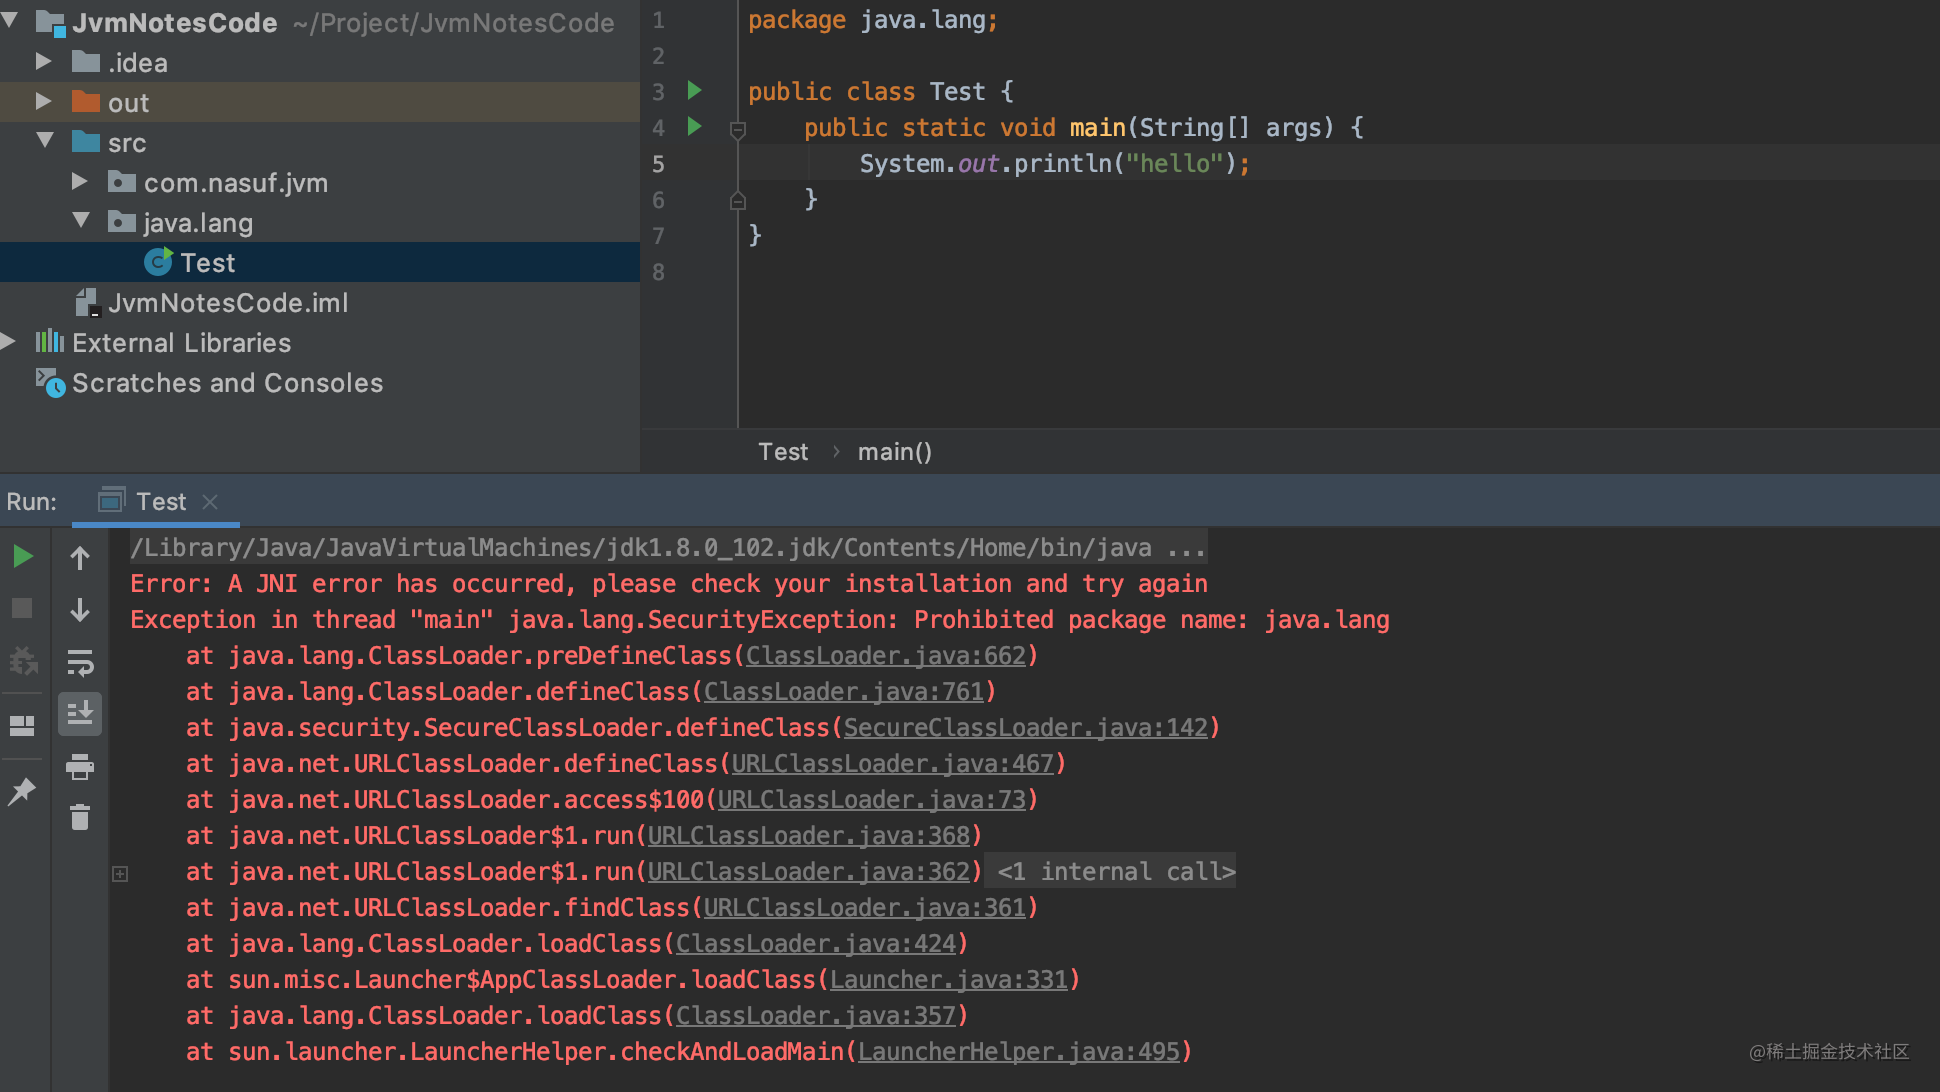 JvmNotesCode ~/Project/JvmNotesCode
.idea
out
src
com.nasuf.jvm
java.lang
Test
JvmNotesCode.iml
External Libraries
Scratches and Consoles
1 package java.lang;
2
3 public class Test {
4 public static void main(String[] args) {
5 System.out.println("hello");
6 }
7 }
8
Test › main()
Run: Test
/Library/Java/JavaVirtualMachines/jdk1.8.0_102.jdk/Contents/Home/bin/java ...
Error: A JNI error has occurred, please check your installation and try again
Exception in thread "main" java.lang.SecurityException: Prohibited package name: java.lang
at java.lang.ClassLoader.preDefineClass(ClassLoader.java:662)
at java.lang.ClassLoader.defineClass(ClassLoader.java:761)
at java.security.SecureClassLoader.defineClass(SecureClassLoader.java:142)
at java.net.URLClassLoader.defineClass(URLClassLoader.java:467)
at java.net.URLClassLoader.access$100(URLClassLoader.java:73)
at java.net.URLClassLoader$1.run(URLClassLoader.java:368)
at java.net.URLClassLoader$1.run(URLClassLoader.java:362) <1 internal call>
at java.net.URLClassLoader.findClass(URLClassLoader.java:361)
at java.lang.ClassLoader.loadClass(ClassLoader.java:424)
at sun.misc.Launcher$AppClassLoader.loadClass(Launcher.java:331)
at java.lang.ClassLoader.loadClass(ClassLoader.java:357)
at sun.launcher.LauncherHelper.checkAndLoadMain(LauncherHelper.java:495)
@稀土掘金技术社区